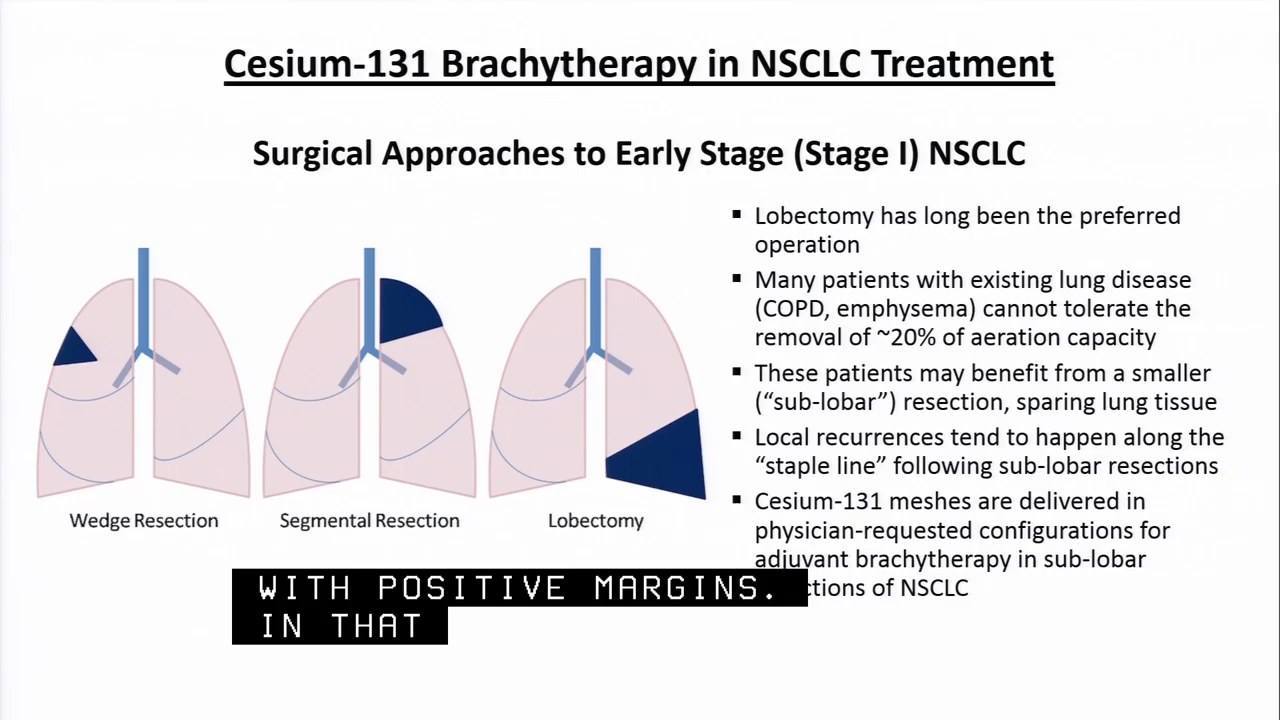 Cesium-131 Brachytherapy in NSCLC Treatment
Surgical Approaches to Early Stage (Stage I) NSCLC
Wedge Resection
Segmental Resection
Lobectomy
▪ Lobectomy has long been the preferred
operation
▪ Many patients with existing lung disease
(COPD, emphysema) cannot tolerate the
removal of ~20% of aeration capacity
▪ These patients may benefit from a smaller
(“sub-lobar”) resection, sparing lung tissue
▪ Local recurrences tend to happen along the
“staple line” following sub-lobar resections
▪ Cesium-131 meshes are delivered in
physician-requested configurations for
adjuvant brachytherapy in sub-lobar
ctions of NSCLC
WITH POSITIVE MARGINS.
IN THAT